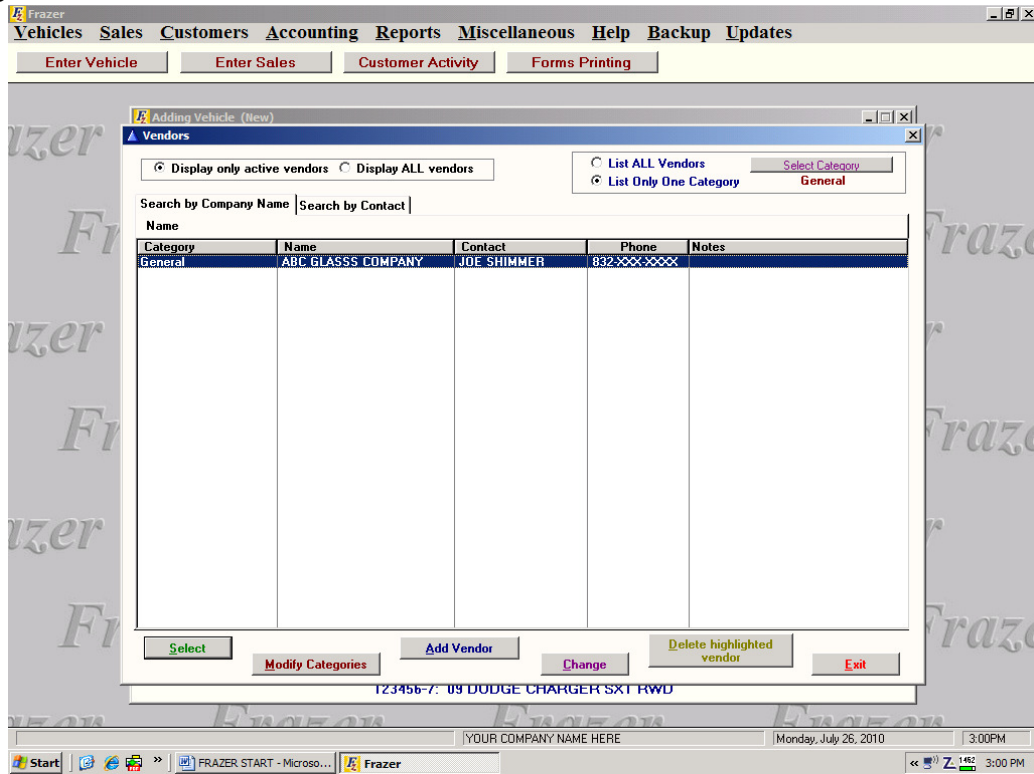 Frazer
Vehicles Sales Customers Accounting Reports Miscellaneous Help Backup Updates
Enter Vehicle Enter Sales Customer Activity Forms Printing
Adding Vehicle (New)
Vendors
Display only active vendors Display ALL vendors
List ALL Vendors Select Category
List Only One Category General
Search by Company Name Search by Contact
Name
Category Name Contact Phone Notes
General ABC GLASSS COMPANY JOE SHIMMER 832-XXX-XXXX
Select Modify Categories Add Vendor Change Delete highlighted vendor Exit
123456-7: 09 DODGE CHARGER SXT RWD
Frazer Frazer Frazer
YOUR COMPANY NAME HERE Monday, July 26, 2010 3:00PM
Start » FRAZER START - Microso... Frazer « Z 1462 3:00 PM